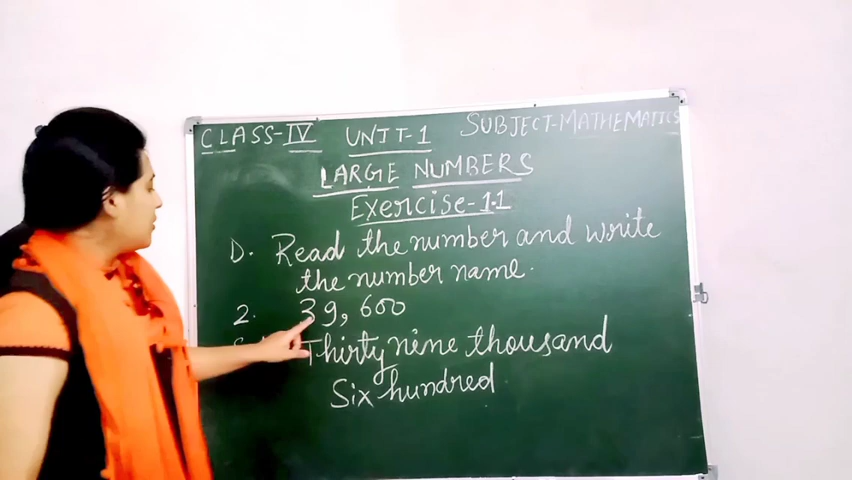 CLASS-IV UNIT-1 SUBJECT-MATHEMATICS
LARGE NUMBERS
Exercise-1.1
D. Read the number and write
the number name.
2. 39,600
Thirty nine thousand
Six hundred